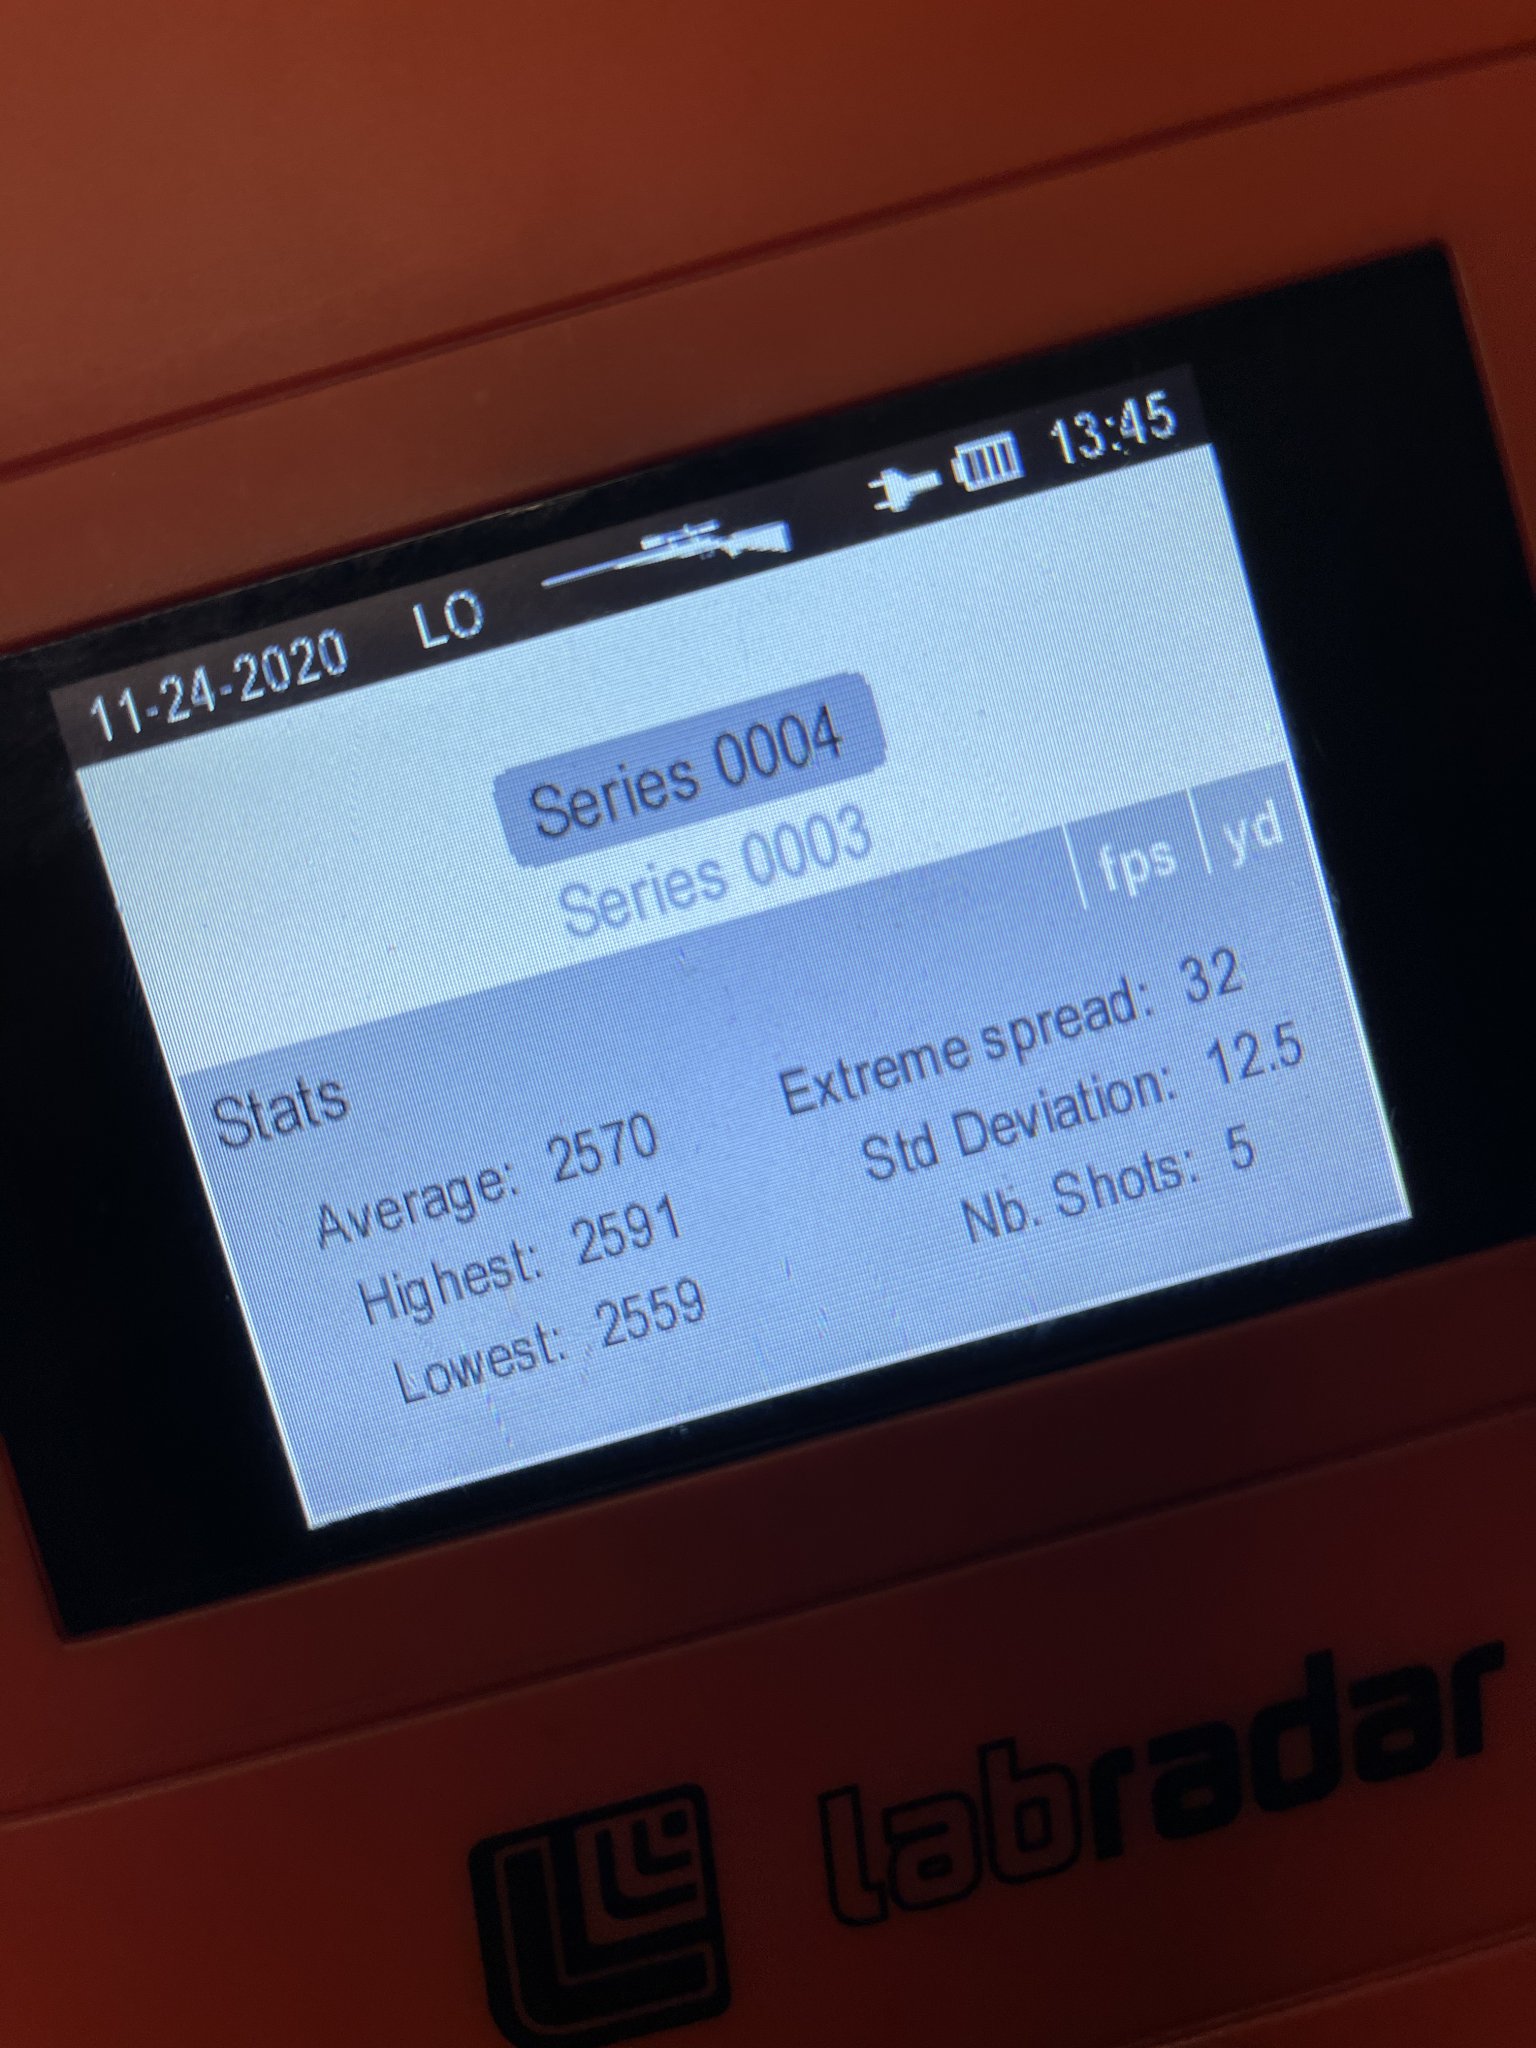 11-24-2020 LO 13:45
Series 0004
Series 0003
fps yd
Stats
Average: 2570 Extreme spread: 32
Highest: 2591 Std Deviation: 12.5
Lowest: 2559 Nb. Shots: 5
labradar